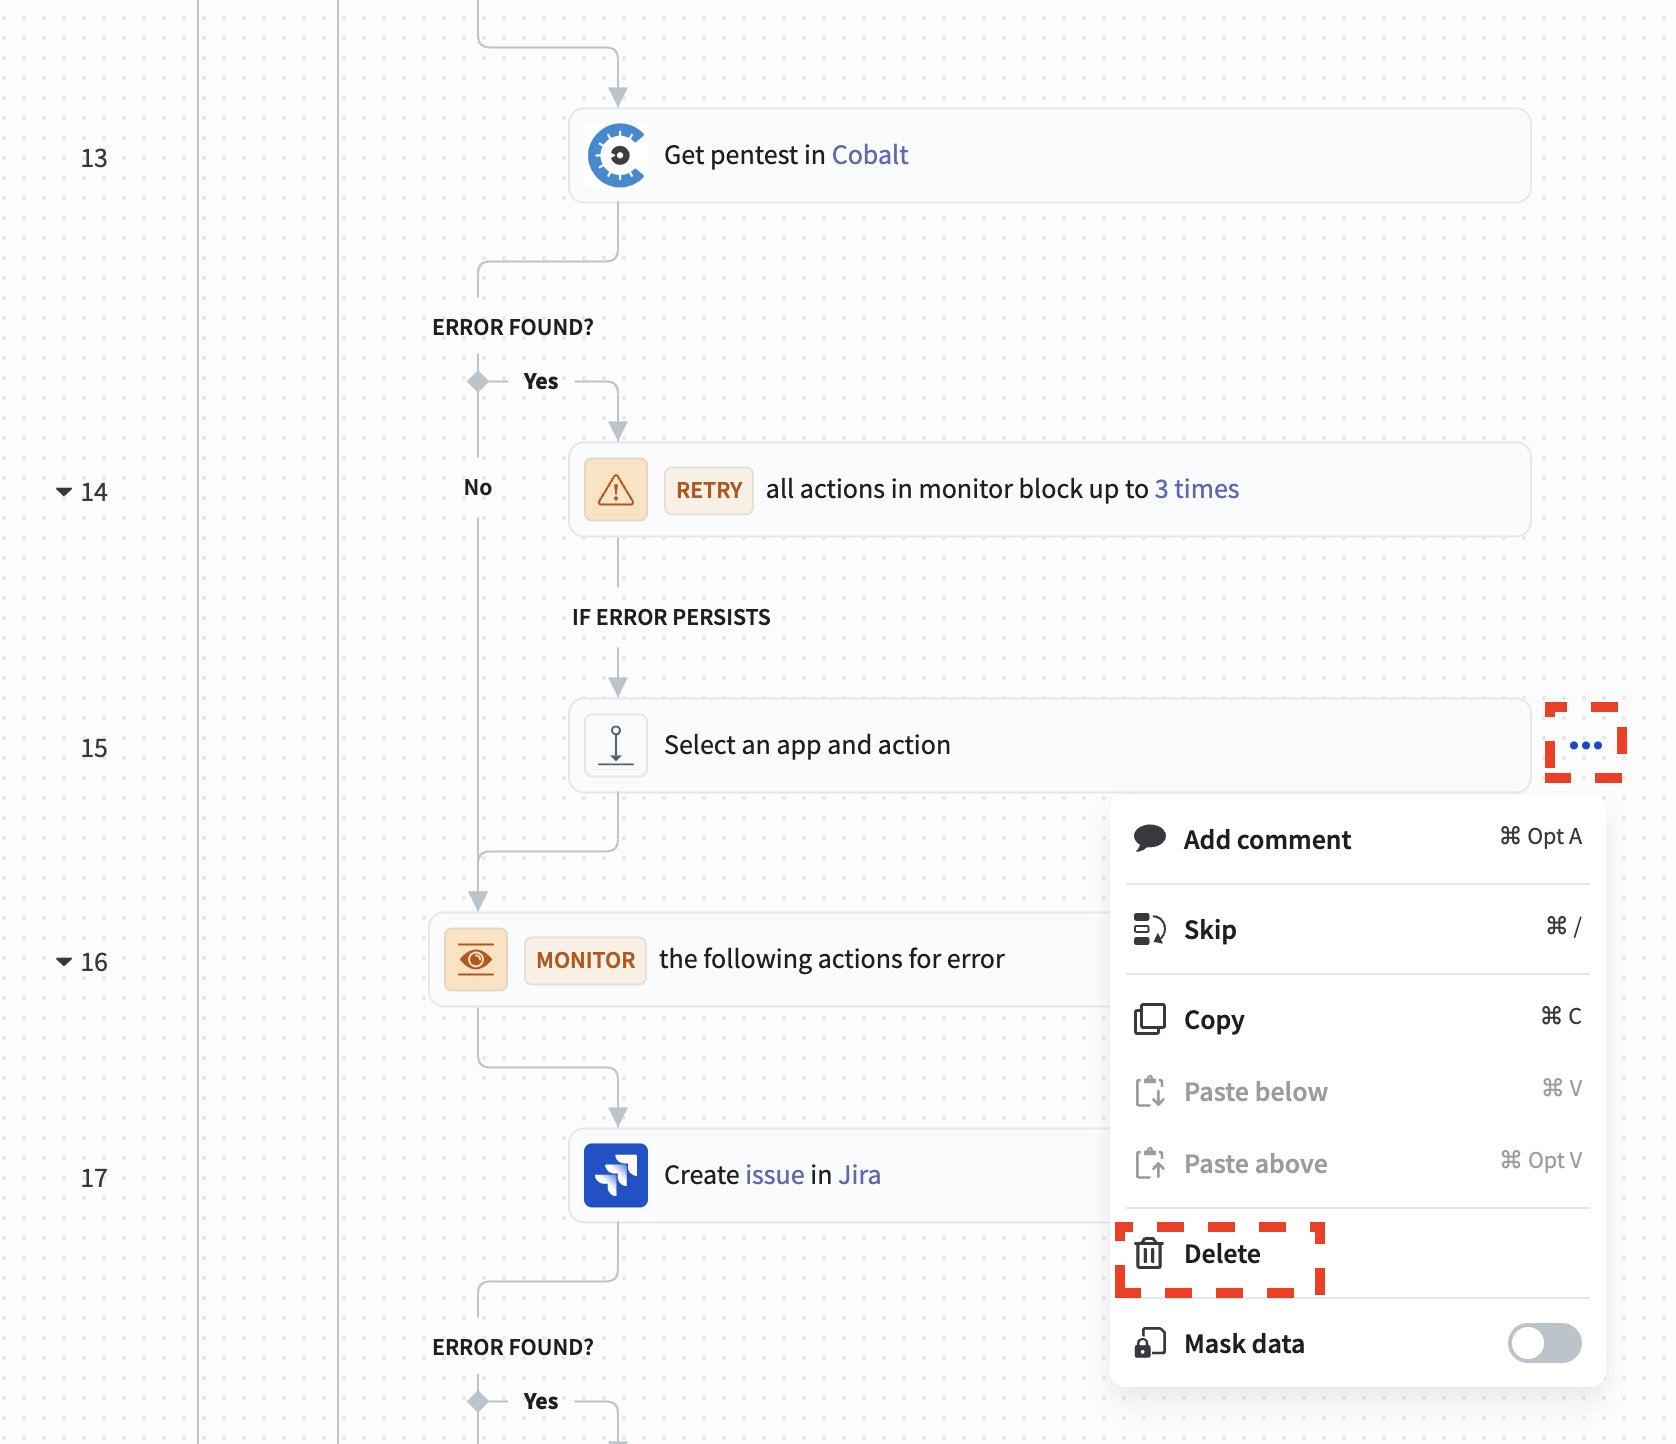 13
Get pentest in Cobalt
ERROR FOUND?
Yes
No
14
RETRY all actions in monitor block up to 3 times
IF ERROR PERSISTS
15
Select an app and action
Add comment ⌘ Opt A
Skip ⌘ /
Copy ⌘ C
Paste below ⌘ V
Paste above ⌘ Opt V
Delete
Mask data
16
MONITOR the following actions for error
17
Create issue in Jira
ERROR FOUND?
Yes